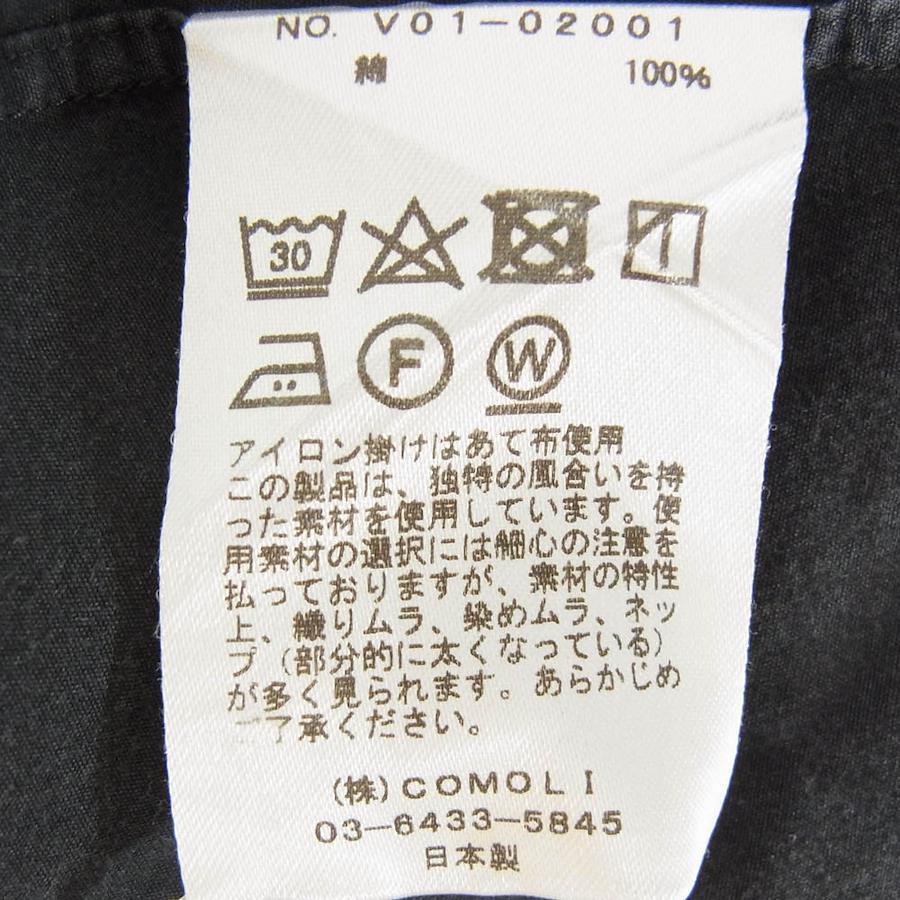 NO. V01-02001
綿 100%
30
F W
アイロン掛けはあて布使用
この製品は、独特の風合いを持
った素材を使用しています。使
用素材の選択には細心の注意を
払っておりますが、素材の特性
上、織りムラ、染めムラ、ネッ
プ（部分的に太くなっている）
が多く見られます。あらかじめ
ご了承ください。
(株)COMOLI
03-6433-5845
日本製